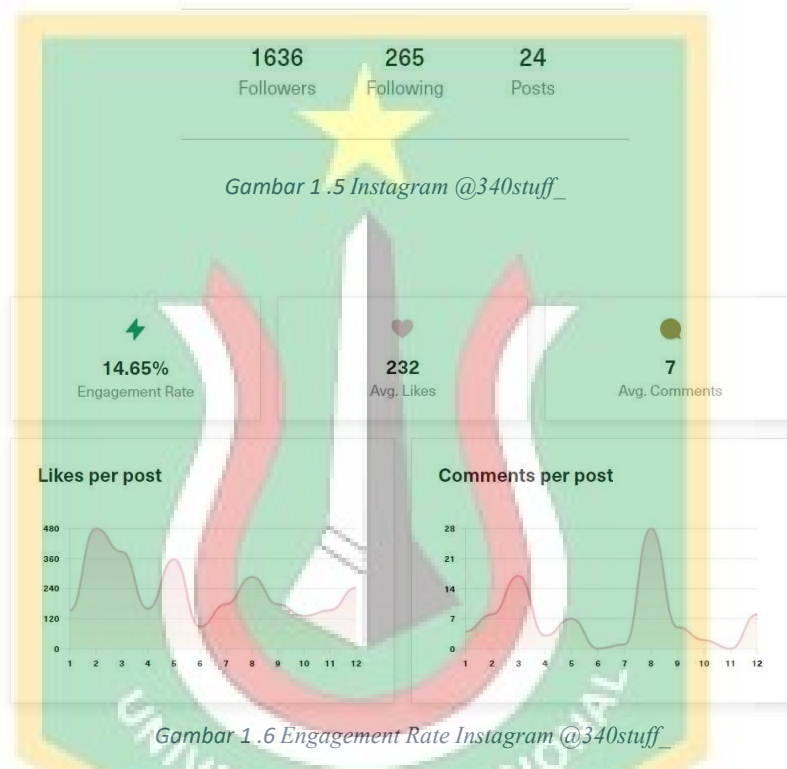 1636 265 24
Followers Following Posts
Gambar 1 .5 Instagram @340stuff_
14.65% 232 7
Engagement Rate Avg. Likes Avg. Comments
Likes per post Comments per post
480 28
360 21
240 14
120 7
0 0
1 2 3 4 5 6 7 8 9 10 11 12 1 2 3 4 5 6 7 8 9 10 11 12
Gambar 1 .6 Engagement Rate Instagram @340stuff_